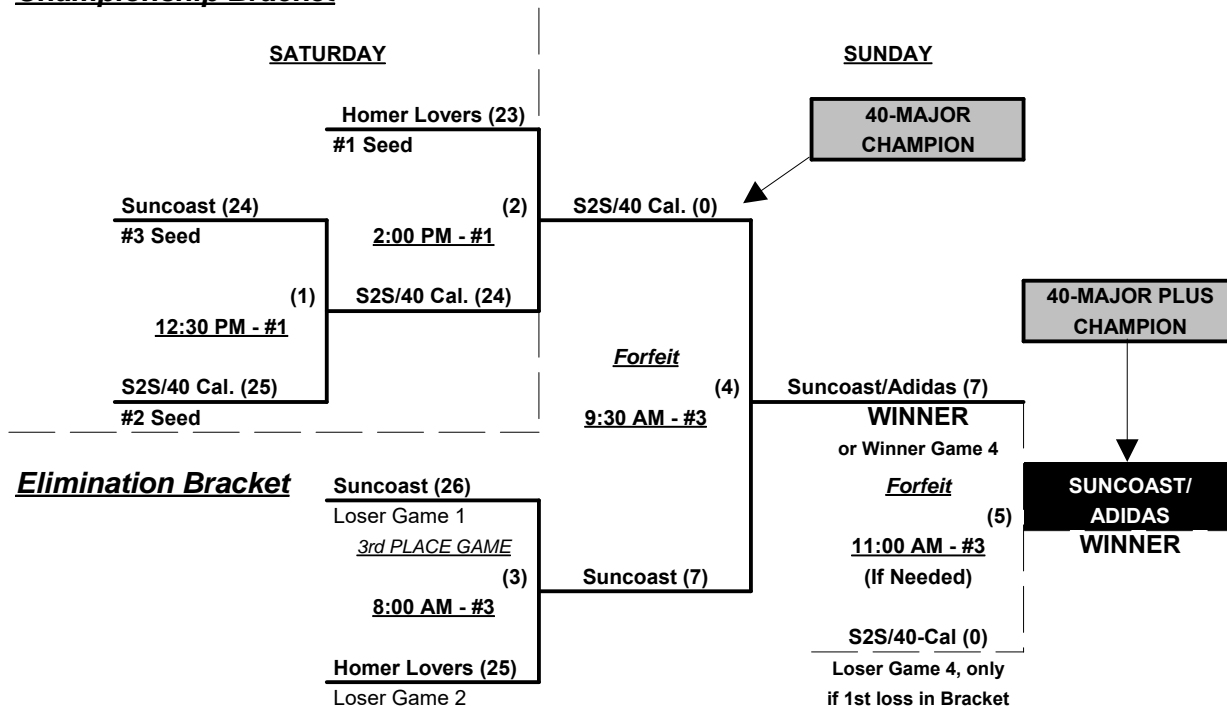 Championship Bracket
SATURDAY
SUNDAY
Homer Lovers (23)
#1 Seed
40-MAJOR
CHAMPION
Suncoast (24)
#3 Seed
(2)
2:00 PM - #1
S2S/40 Cal. (0)
(1)
12:30 PM - #1
S2S/40 Cal. (24)
40-MAJOR PLUS
CHAMPION
S2S/40 Cal. (25)
#2 Seed
Forfeit
(4)
9:30 AM - #3
Suncoast/Adidas (7)
WINNER
or Winner Game 4
Elimination Bracket
Suncoast (26)
Loser Game 1
3rd PLACE GAME
(3)
8:00 AM - #3
Suncoast (7)
Forfeit
(5)
11:00 AM - #3
(If Needed)
SUNCOAST/
ADIDAS
WINNER
Homer Lovers (25)
Loser Game 2
S2S/40-Cal (0)
Loser Game 4, only
if 1st loss in Bracket